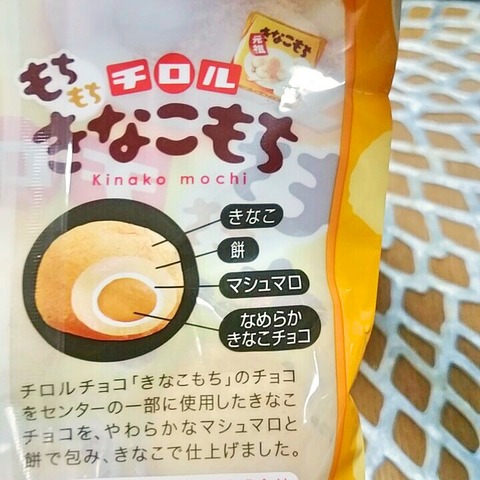 元祖
きなこもち
もちもち
チロル
きなこもち
Kinako mochi
きなこ
餅
マシュマロ
なめらか
きなこチョコ
チロルチョコ「きなこもち」のチョコ
をセンターの一部に使用したきなこ
チョコを、やわらかなマシュマロと
餅で包み、きなこで仕上げました。